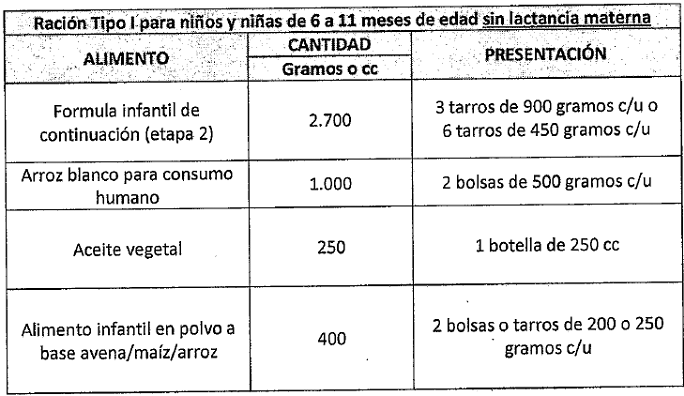 Ración Tipo I para niños y niñas de 6 a 11 meses de edad sin lactancia materna
ALIMENTO
CANTIDAD
Gramos o cc
PRESENTACIÓN
Formula infantil de
continuación (etapa 2)
2.700
3 tarros de 900 gramos c/u o
6 tarros de 450 gramos c/u
Arroz blanco para consumo
humano
1.000
2 bolsas de 500 gramos c/u
Aceite vegetal
250
1 botella de 250 cc
Alimento infantil en polvo a
base avena/maíz/arroz
400
2 bolsas o tarros de 200 o 250
gramos c/u